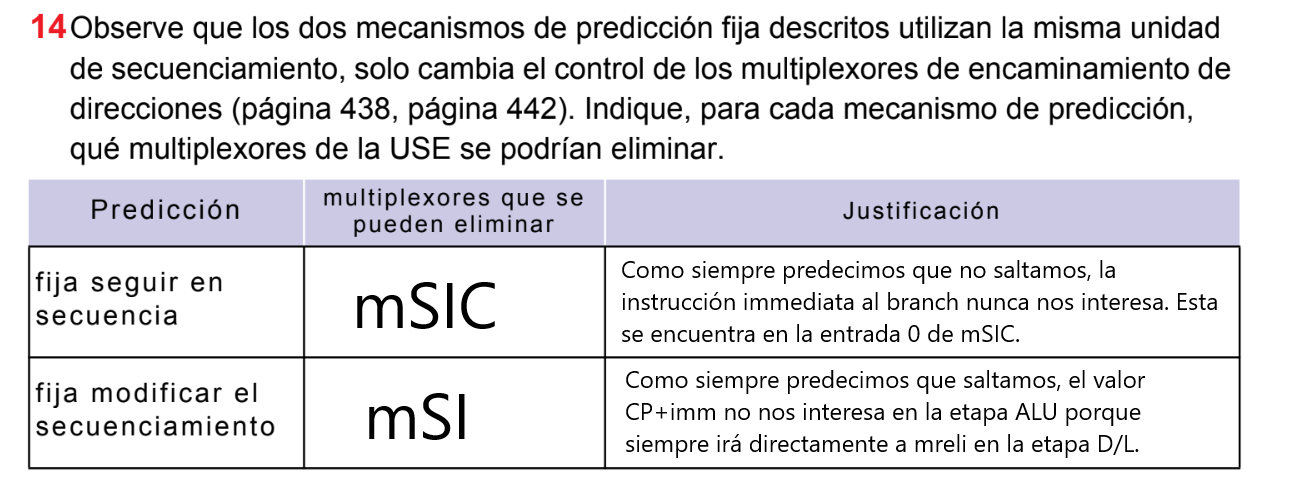 14 Observe que los dos mecanismos de predicción fija descritos utilizan la misma unidad
de secuenciamiento, solo cambia el control de los multiplexores de encaminamiento de
direcciones (página 438, página 442). Indique, para cada mecanismo de predicción,
qué multiplexores de la USE se podrían eliminar.
Predicción
multiplexores que se
pueden eliminar
Justificación
fija seguir en
secuencia
mSIC
Como siempre predecimos que no saltamos, la
instrucción immediata al branch nunca nos interesa. Esta
se encuentra en la entrada 0 de mSIC.
fija modificar el
secuenciamiento
mSI
Como siempre predecimos que saltamos, el valor
CP+imm no nos interesa en la etapa ALU porque
siempre irá directamente a mreli en la etapa D/L.